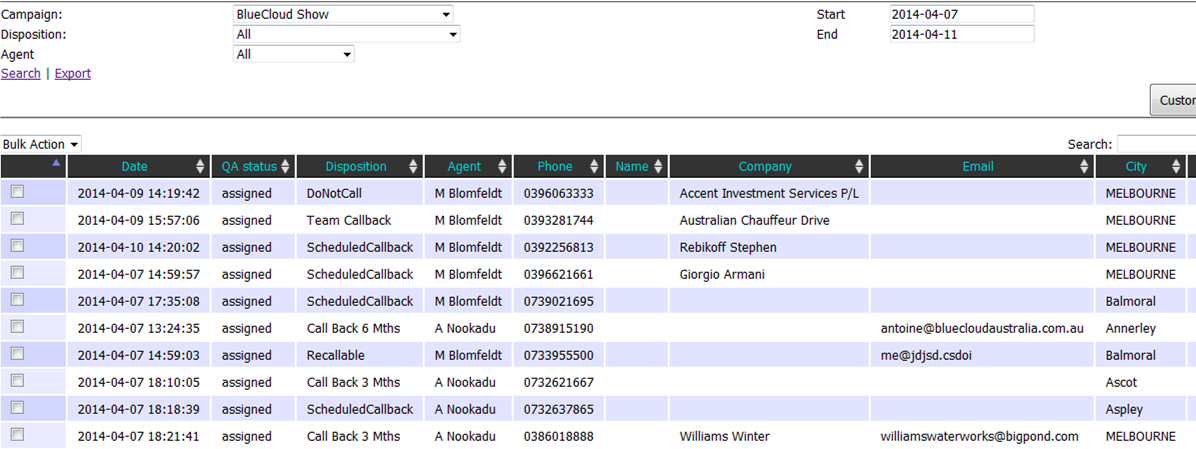 Campaign: BlueCloud Show Start 2014-04-07
Disposition: All End 2014-04-11
Agent All
Search | Export
Custor
Bulk Action Search:
Date QA status Disposition Agent Phone Name Company Email City
2014-04-09 14:19:42 assigned DoNotCall M Blomfeldt 0396063333 Accent Investment Services P/L MELBOURNE
2014-04-09 15:57:06 assigned Team Callback M Blomfeldt 0393281744 Australian Chauffeur Drive MELBOURNE
2014-04-10 14:20:02 assigned ScheduledCallback M Blomfeldt 0392256813 Rebikoff Stephen MELBOURNE
2014-04-07 14:59:57 assigned ScheduledCallback M Blomfeldt 0396621661 Giorgio Armani MELBOURNE
2014-04-07 17:35:08 assigned ScheduledCallback M Blomfeldt 0739021695 Balmoral
2014-04-07 13:24:35 assigned Call Back 6 Mths A Nookadu 0738915190 antoine@bluecloudaustralia.com.au Annerley
2014-04-07 14:59:03 assigned Recallable A Nookadu 0733955500 me@jdjsd.csdoi Balmoral
2014-04-07 18:10:05 assigned Call Back 3 Mths A Nookadu 0732621667 Ascot
2014-04-07 18:18:39 assigned ScheduledCallback A Nookadu 0732637865 Aspley
2014-04-07 18:21:41 assigned Call Back 3 Mths A Nookadu 0386018888 Williams Winter williamswaterworks@bigpond.com MELBOURNE